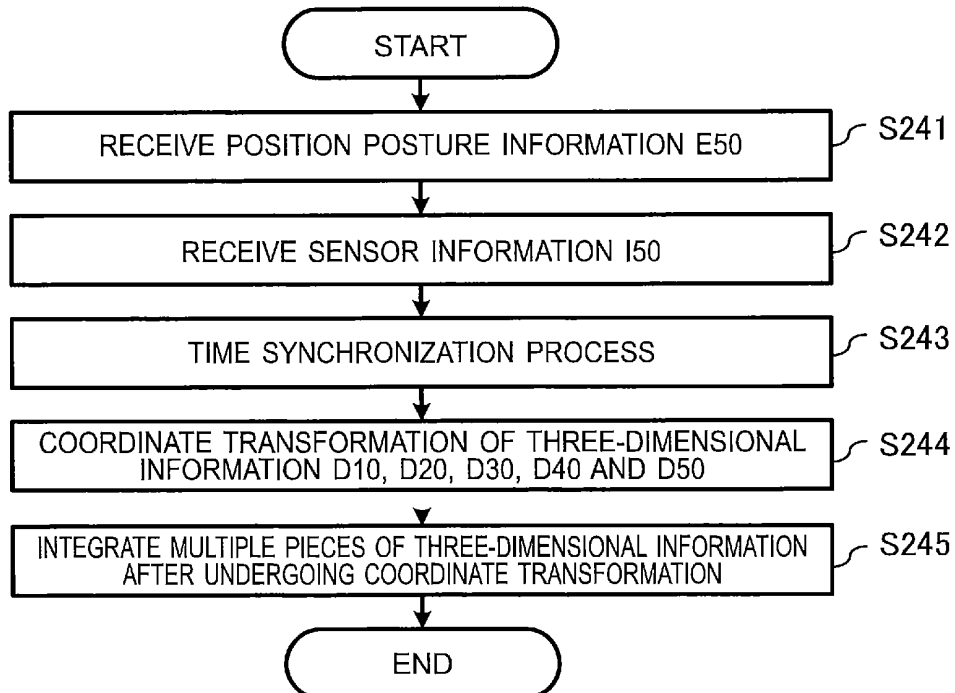 START
RECEIVE POSITION POSTURE INFORMATION E50
S241
RECEIVE SENSOR INFORMATION I50
S242
TIME SYNCHRONIZATION PROCESS
S243
COORDINATE TRANSFORMATION OF THREE-DIMENSIONAL
INFORMATION D10, D20, D30, D40 AND D50
S244
INTEGRATE MULTIPLE PIECES OF THREE-DIMENSIONAL INFORMATION
AFTER UNDERGOING COORDINATE TRANSFORMATION
S245
END